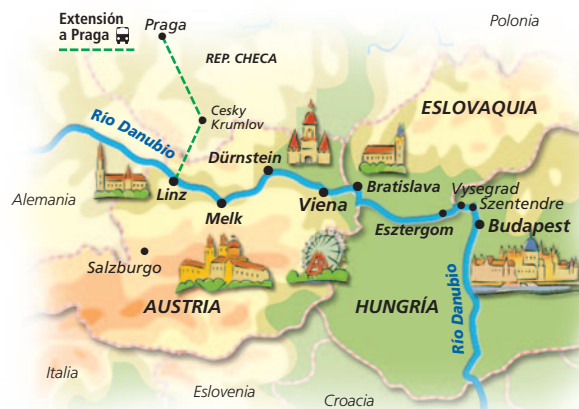 Extensión
a Praga
Praga
Polonia
REP. CHECA
Cesky
Krumlov
ESLOVAQUIA
Río Danubio
Dürnstein
Alemania
Linz
Melk
Viena
Bratislava
Vysegrad
Szentendre
Esztergom
Budapest
Salzburgo
AUSTRIA
HUNGRÍA
Río Danubio
Italia
Eslovenia
Croacia